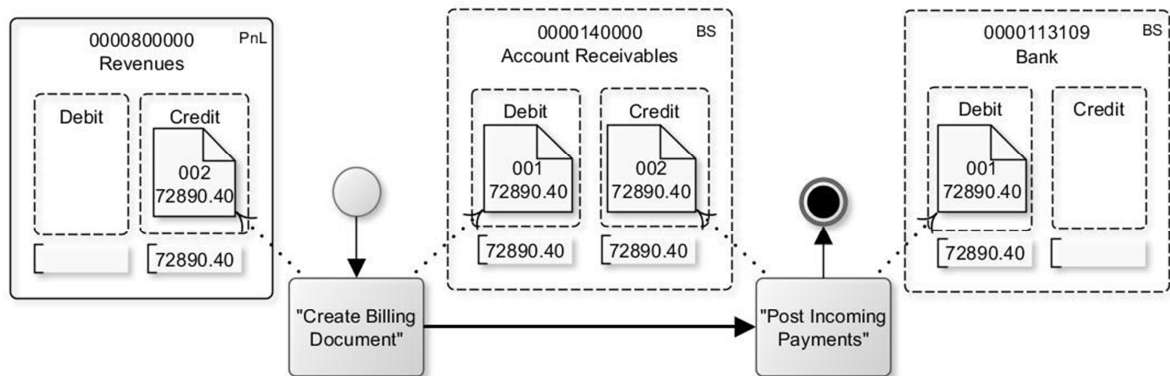 0000800000 PnL
Revenues
Debit
Credit
002
72890.40
72890.40
0000140000 BS
Account Receivables
Debit
Credit
001
72890.40
002
72890.40
72890.40
72890.40
0000113109 BS
Bank
Debit
Credit
001
72890.40
72890.40
"Create Billing
Document"
"Post Incoming
Payments"